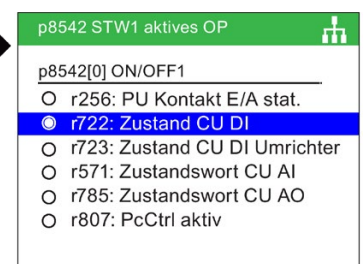 p8542 STW1 aktives OP
p8542[0] ON/OFF1
r256: PU Kontakt E/A stat.
r722: Zustand CU DI
r723: Zustand CU DI Umrichter
r571: Zustandswort CU AI
r785: Zustandswort CU AO
r807: PcCtrl aktiv